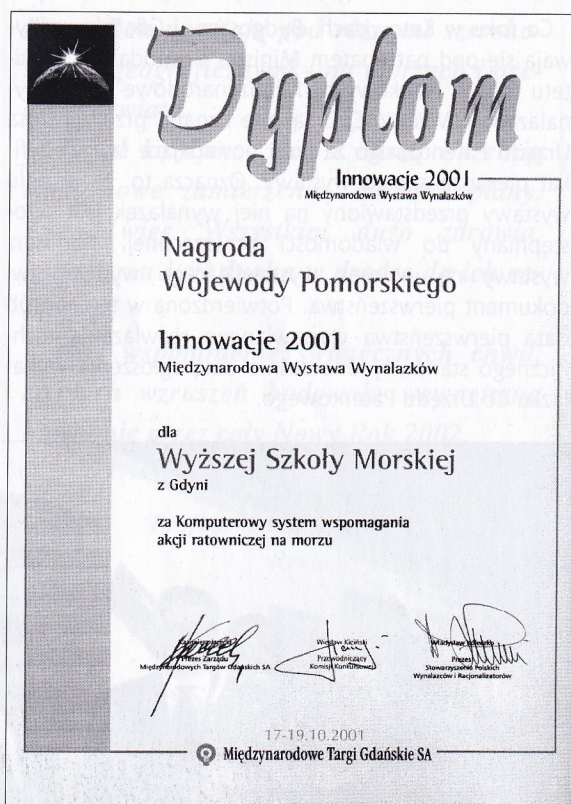 Dyplom
Innowacje 2001
Międzynarodowa Wystawa Wynalazków
Nagroda
Wojewody Pomorskiego
Innowacje 2001
Międzynarodowa Wystawa Wynalazków
dla
Wyższej Szkoły Morskiej
z Gdyni
za Komputerowy system wspomagania
akcji ratowniczej na morzu
Prezes Zarządu
Międzynarodowych Targów Gdańskich SA
Wiesław Kiciński
Przewodniczący
Komisji Konkursowej
Władysław
Prezes
Stowarzyszenia Polskich
Wynalazców i Racjonalizatorów
17-19.10.2001
Międzynarodowe Targi Gdańskie SA